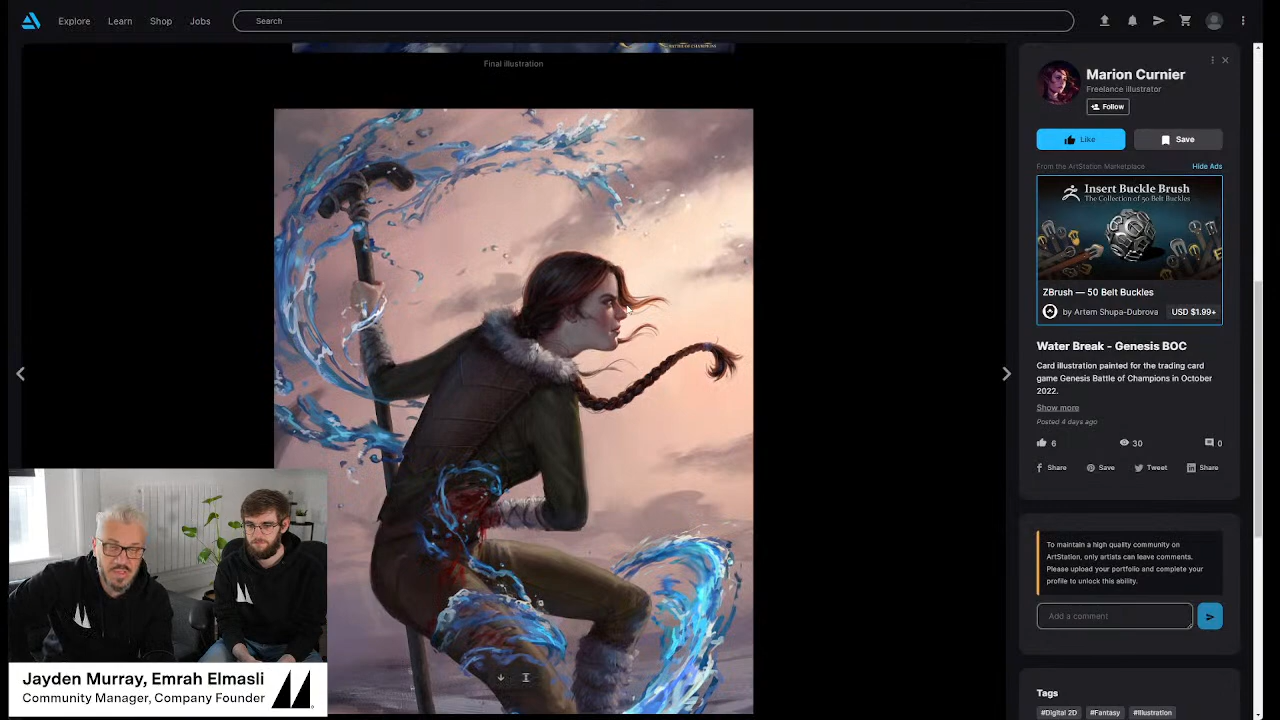 Explore Learn Shop Jobs Search
Final illustration
Marion Curnier
Freelance illustrator
Follow
Like Save
From the ArtStation Marketplace Hide Ads
Insert Buckle Brush
The Collection of 50 Belt Buckles
ZBrush — 50 Belt Buckles
by Artem Shupa-Dubrova USD $1.99+
Water Break - Genesis BOC
Card illustration painted for the trading card
game Genesis Battle of Champions in October
2022.
Show more
Posted 4 days ago
6 30 0
Share Save Tweet Share
To maintain a high quality community on
ArtStation, only artists can leave comments.
Please upload your portfolio and complete your
profile to unlock this ability.
Add a comment
Tags
#Digital 2D #Fantasy #Illustration
Jayden Murray, Emrah Elmasli
Community Manager, Company Founder